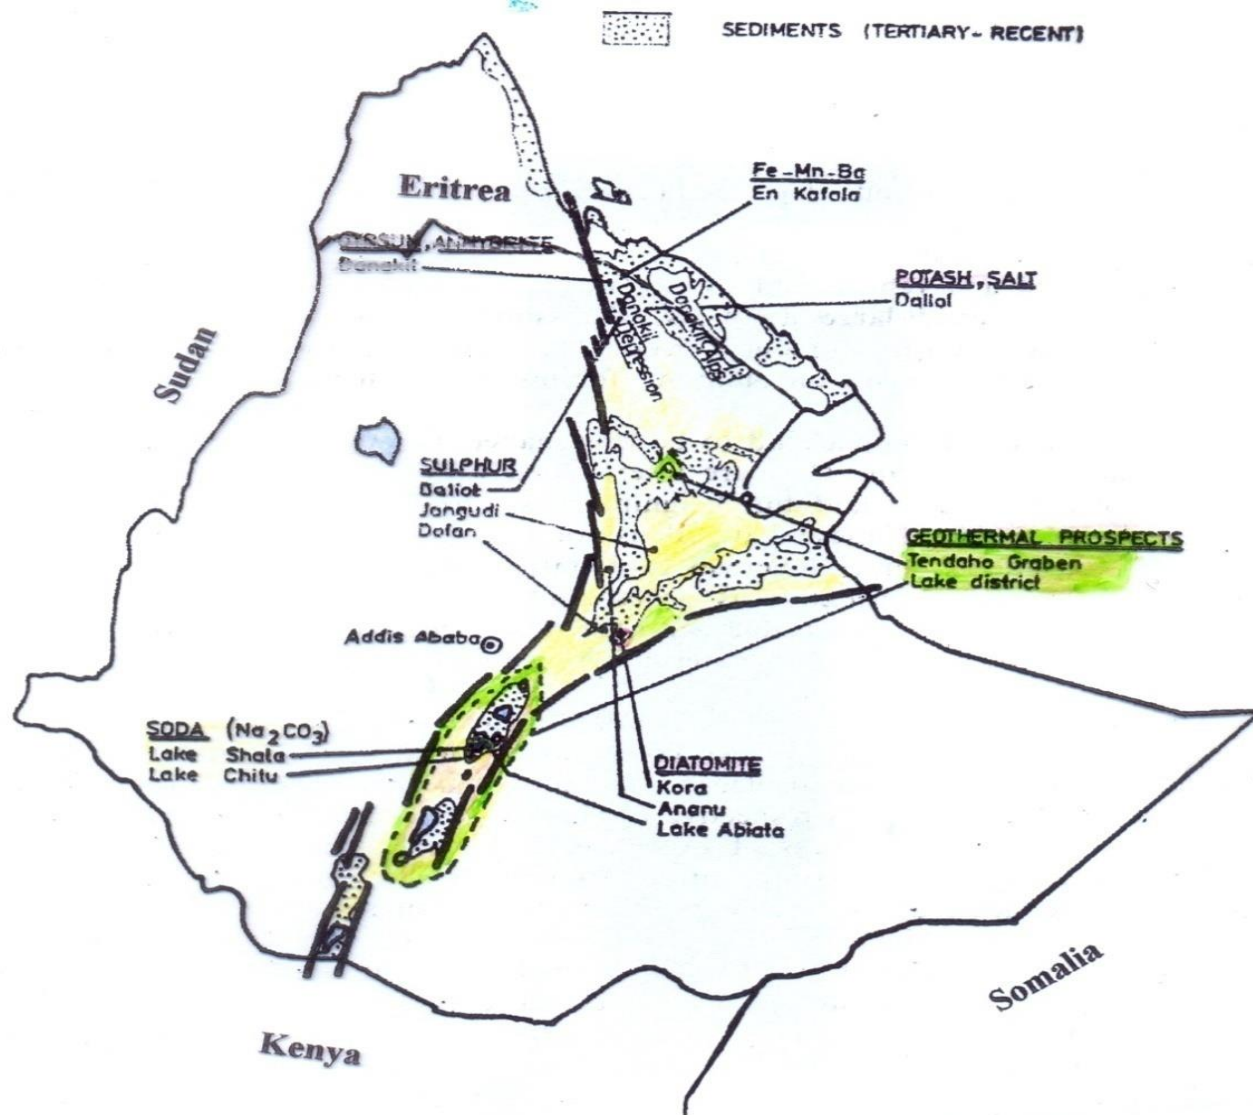 SEDIMENTS (TERTIARY- RECENT)
Fe-Mn-Ba
En Kafala
Eritrea
GYPSUM, ANHYDRITE
Danakil
POTASH, SALT
Dallol
Danakil Depression
Danakil Alps
Sudan
SULPHUR
Jangudi
Dofan
GEOTHERMAL PROSPECTS
Tendaho Graben
Lake district
Addis Ababa
SODA (Na2CO3)
Lake Shala
Lake Chitu
DIATOMITE
Kora
Ananu
Lake Abiata
Somalia
Kenya